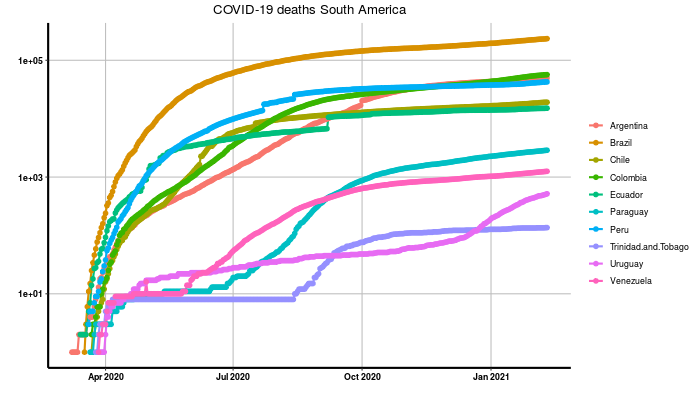 COVID-19 deaths South America
1e+05
1e+03
1e+01
Apr 2020
Jul 2020
Oct 2020
Jan 2021
Argentina
Brazil
Chile
Colombia
Ecuador
Paraguay
Peru
Trinidad.and.Tobago
Uruguay
Venezuela